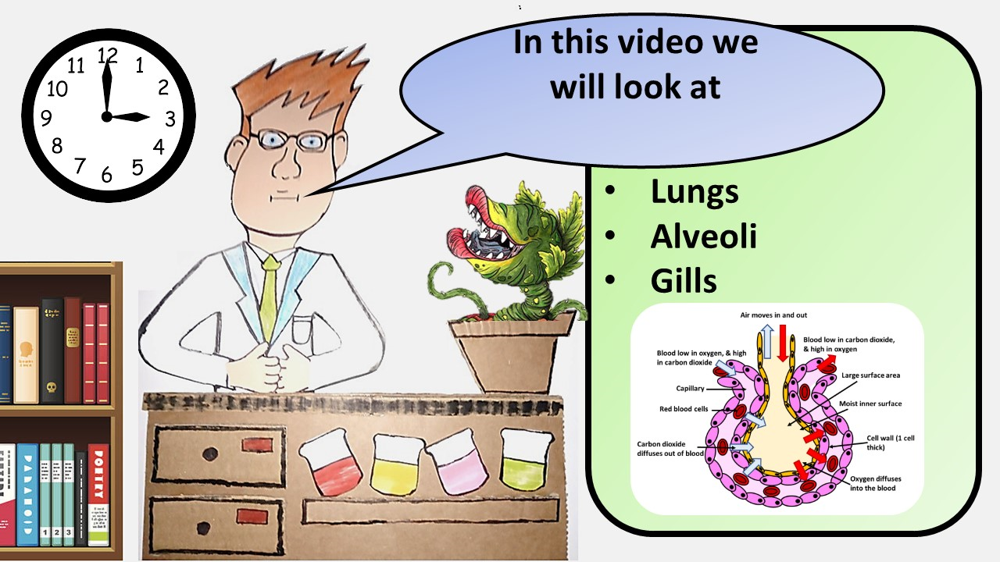 In this video we
will look at
12
1
2
3
4
5
6
7
8
9
10
11
• Lungs
• Alveoli
• Gills
Air moves in and out
Blood low in oxygen, & high
in carbon dioxide
Blood low in carbon dioxide,
& high in oxygen
Capillary
Large surface area
Red blood cells
Moist inner surface
Carbon dioxide
diffuses out of blood
Cell wall (1 cell
thick)
Oxygen diffuses
into the blood
PARANOID
1 2 3
POETRY